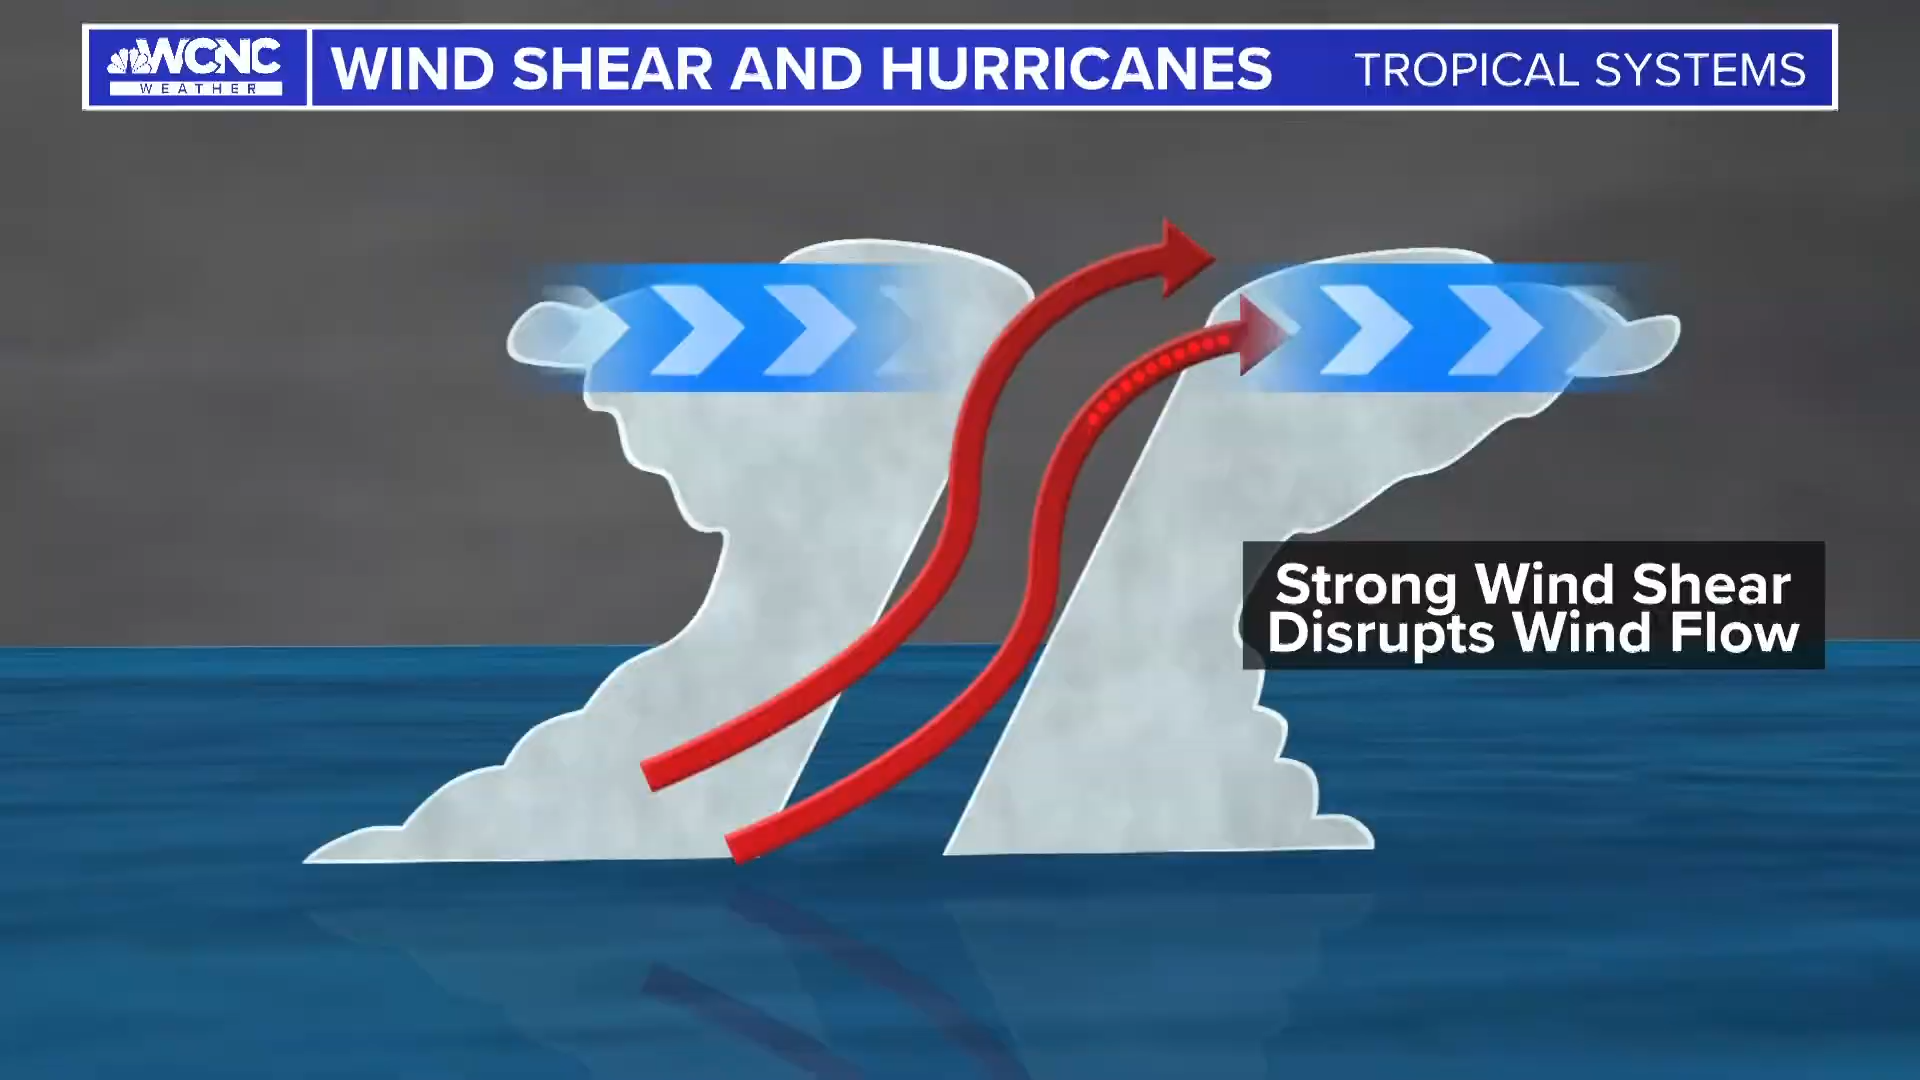 WCNC
WEATHER
WIND SHEAR AND HURRICANES
TROPICAL SYSTEMS
Strong Wind Shear
Disrupts Wind Flow